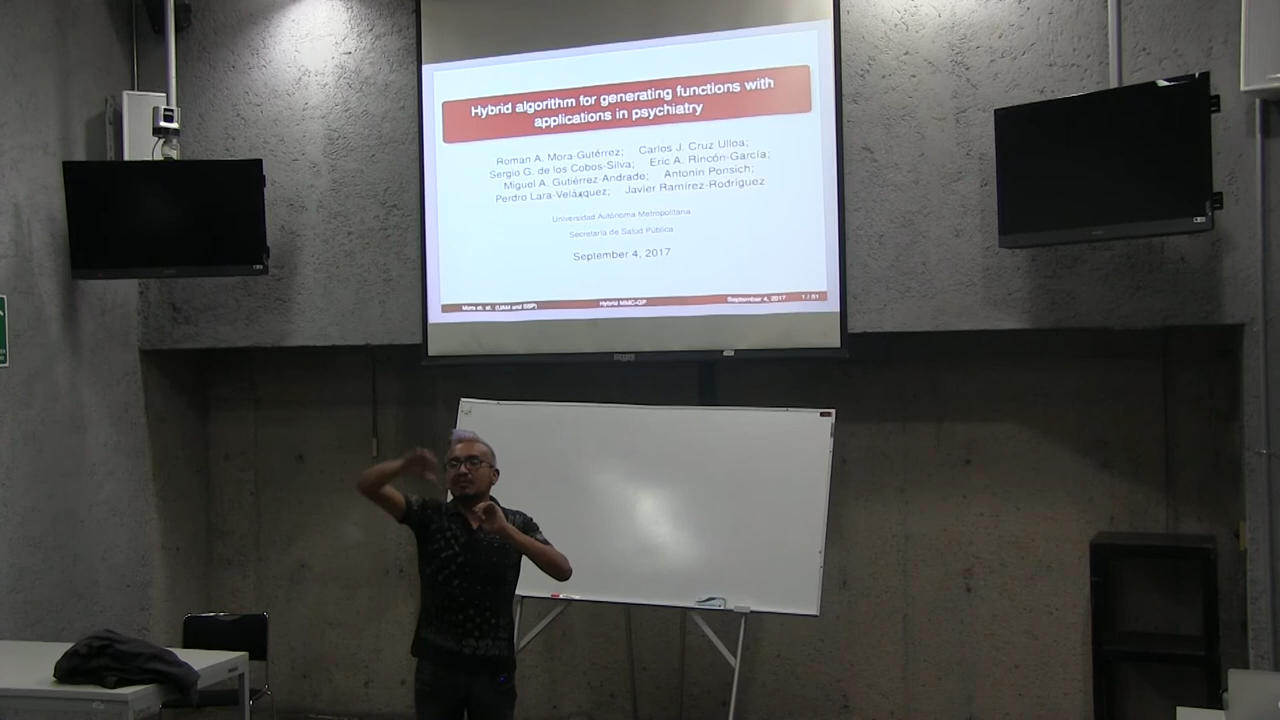 Hybrid algorithm for generating functions with
applications in psychiatry
Roman A. Mora-Gutiérrez; Carlos J. Cruz Ulloa;
Sergio G. de los Cobos-Silva; Eric A. Rincón-García;
Miguel A. Gutiérrez-Andrade; Antonin Ponsich;
Perdro Lara-Velázquez; Javier Ramírez-Rodríguez
Universidad Autónoma Metropolitana
Secretaría de Salud Pública
September 4, 2017
Mora et. al. (UAM and SSP) Hybrid MMC-GP September 4, 2017 1 / 51